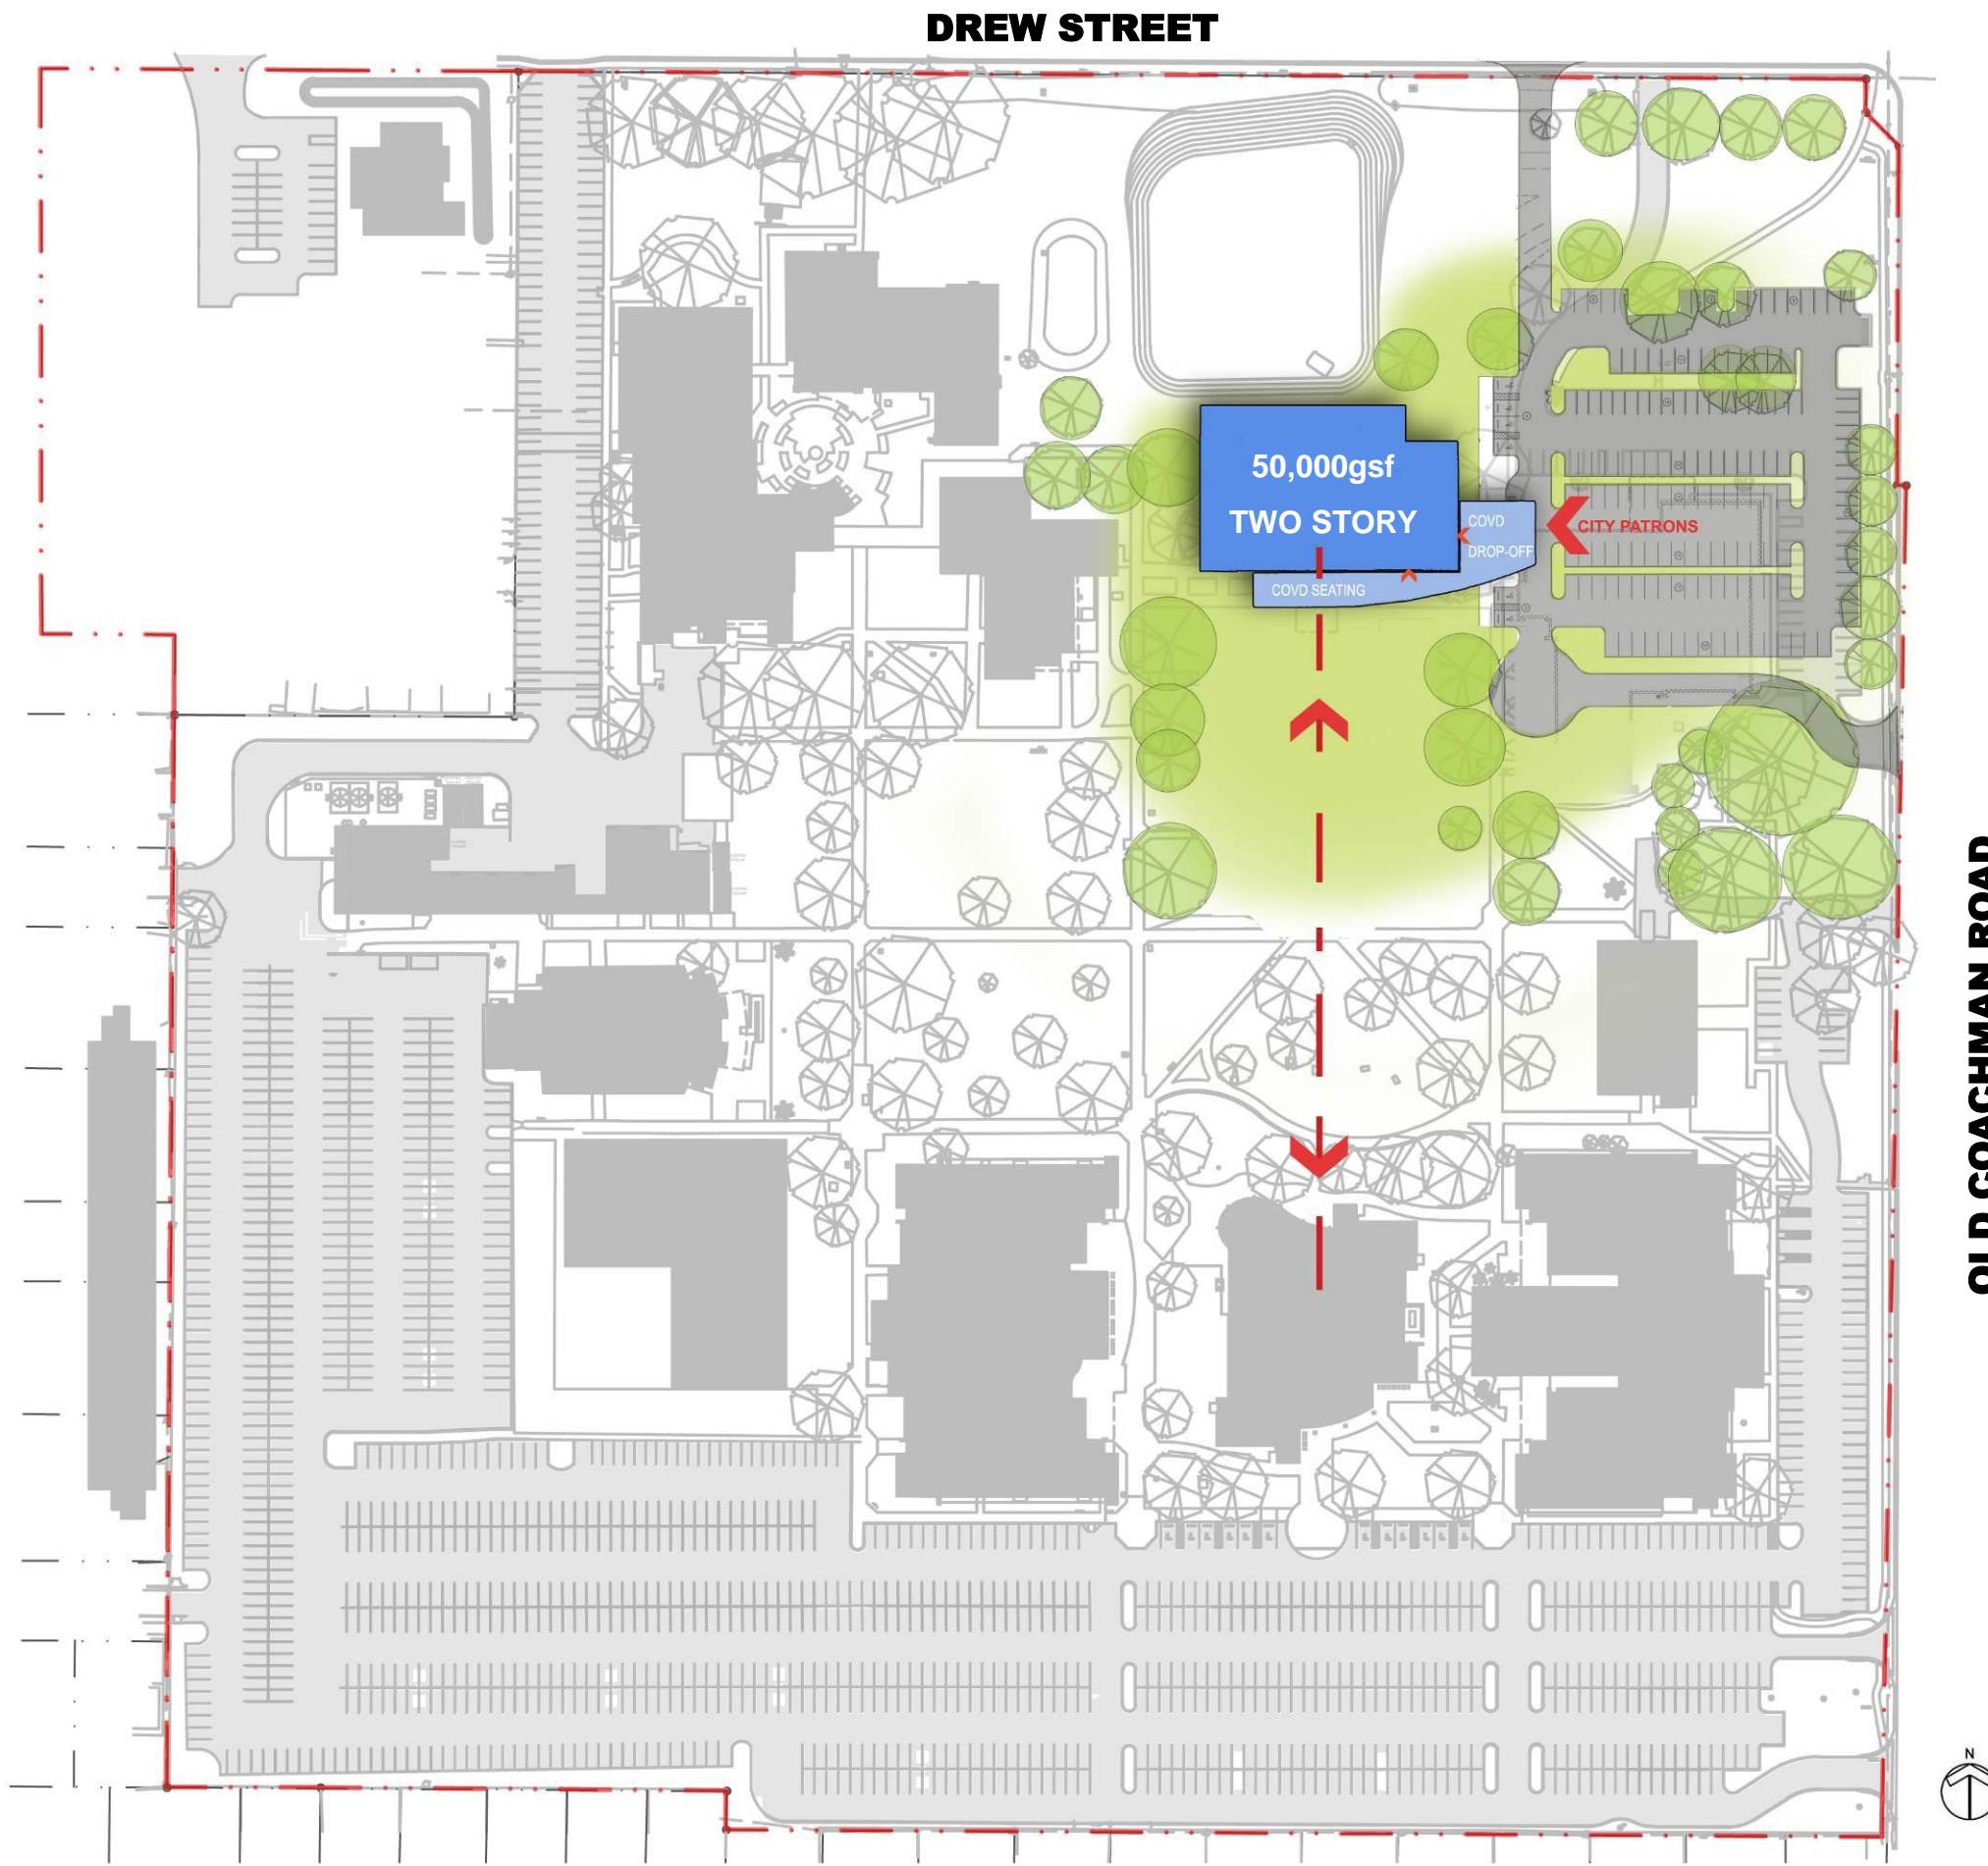 DREW STREET
50,000gsf
TWO STORY
COVD
DROP-OFF
CITY PATRONS
COVD SEATING
OLD COACHMAN ROAD
N